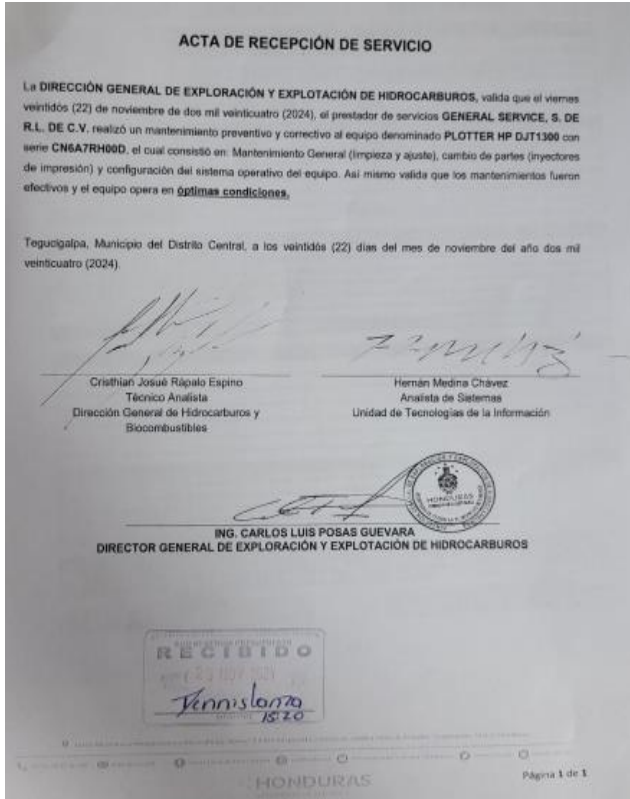 ACTA DE RECEPCIÓN DE SERVICIO
La DIRECCIÓN GENERAL DE EXPLORACIÓN Y EXPLOTACIÓN DE HIDROCARBUROS, valida que el viernes
veintidós (22) de noviembre de dos mil veinticuatro (2024), el prestador de servicios GENERAL SERVICE, S. DE
R.L. DE C.V. realizó un mantenimiento preventivo y correctivo al equipo denominado PLOTTER HP DJT1300 con
serie CN6A7RH00D, el cual consistió en: Mantenimiento General (limpieza y ajuste), cambio de partes (inyectores
de impresión) y configuración del sistema operativo del equipo. Así mismo valida que los mantenimientos fueron
efectivos y el equipo opera en óptimas condiciones.
Tegucigalpa, Municipio del Distrito Central, a los veintidós (22) días del mes de noviembre del año dos mil
veinticuatro (2024).
Cristhian Josué Rápalo Espino
Técnico Analista
Dirección General de Hidrocarburos y
Biocombustibles
Hernán Medina Chávez
Analista de Sistemas
Unidad de Tecnologías de la Información
HONDURAS
ING. CARLOS LUIS POSAS GUEVARA
DIRECTOR GENERAL DE EXPLORACIÓN Y EXPLOTACIÓN DE HIDROCARBUROS
RECIBIDO
Dennis Lanza
15:20
HONDURAS
Página 1 de 1